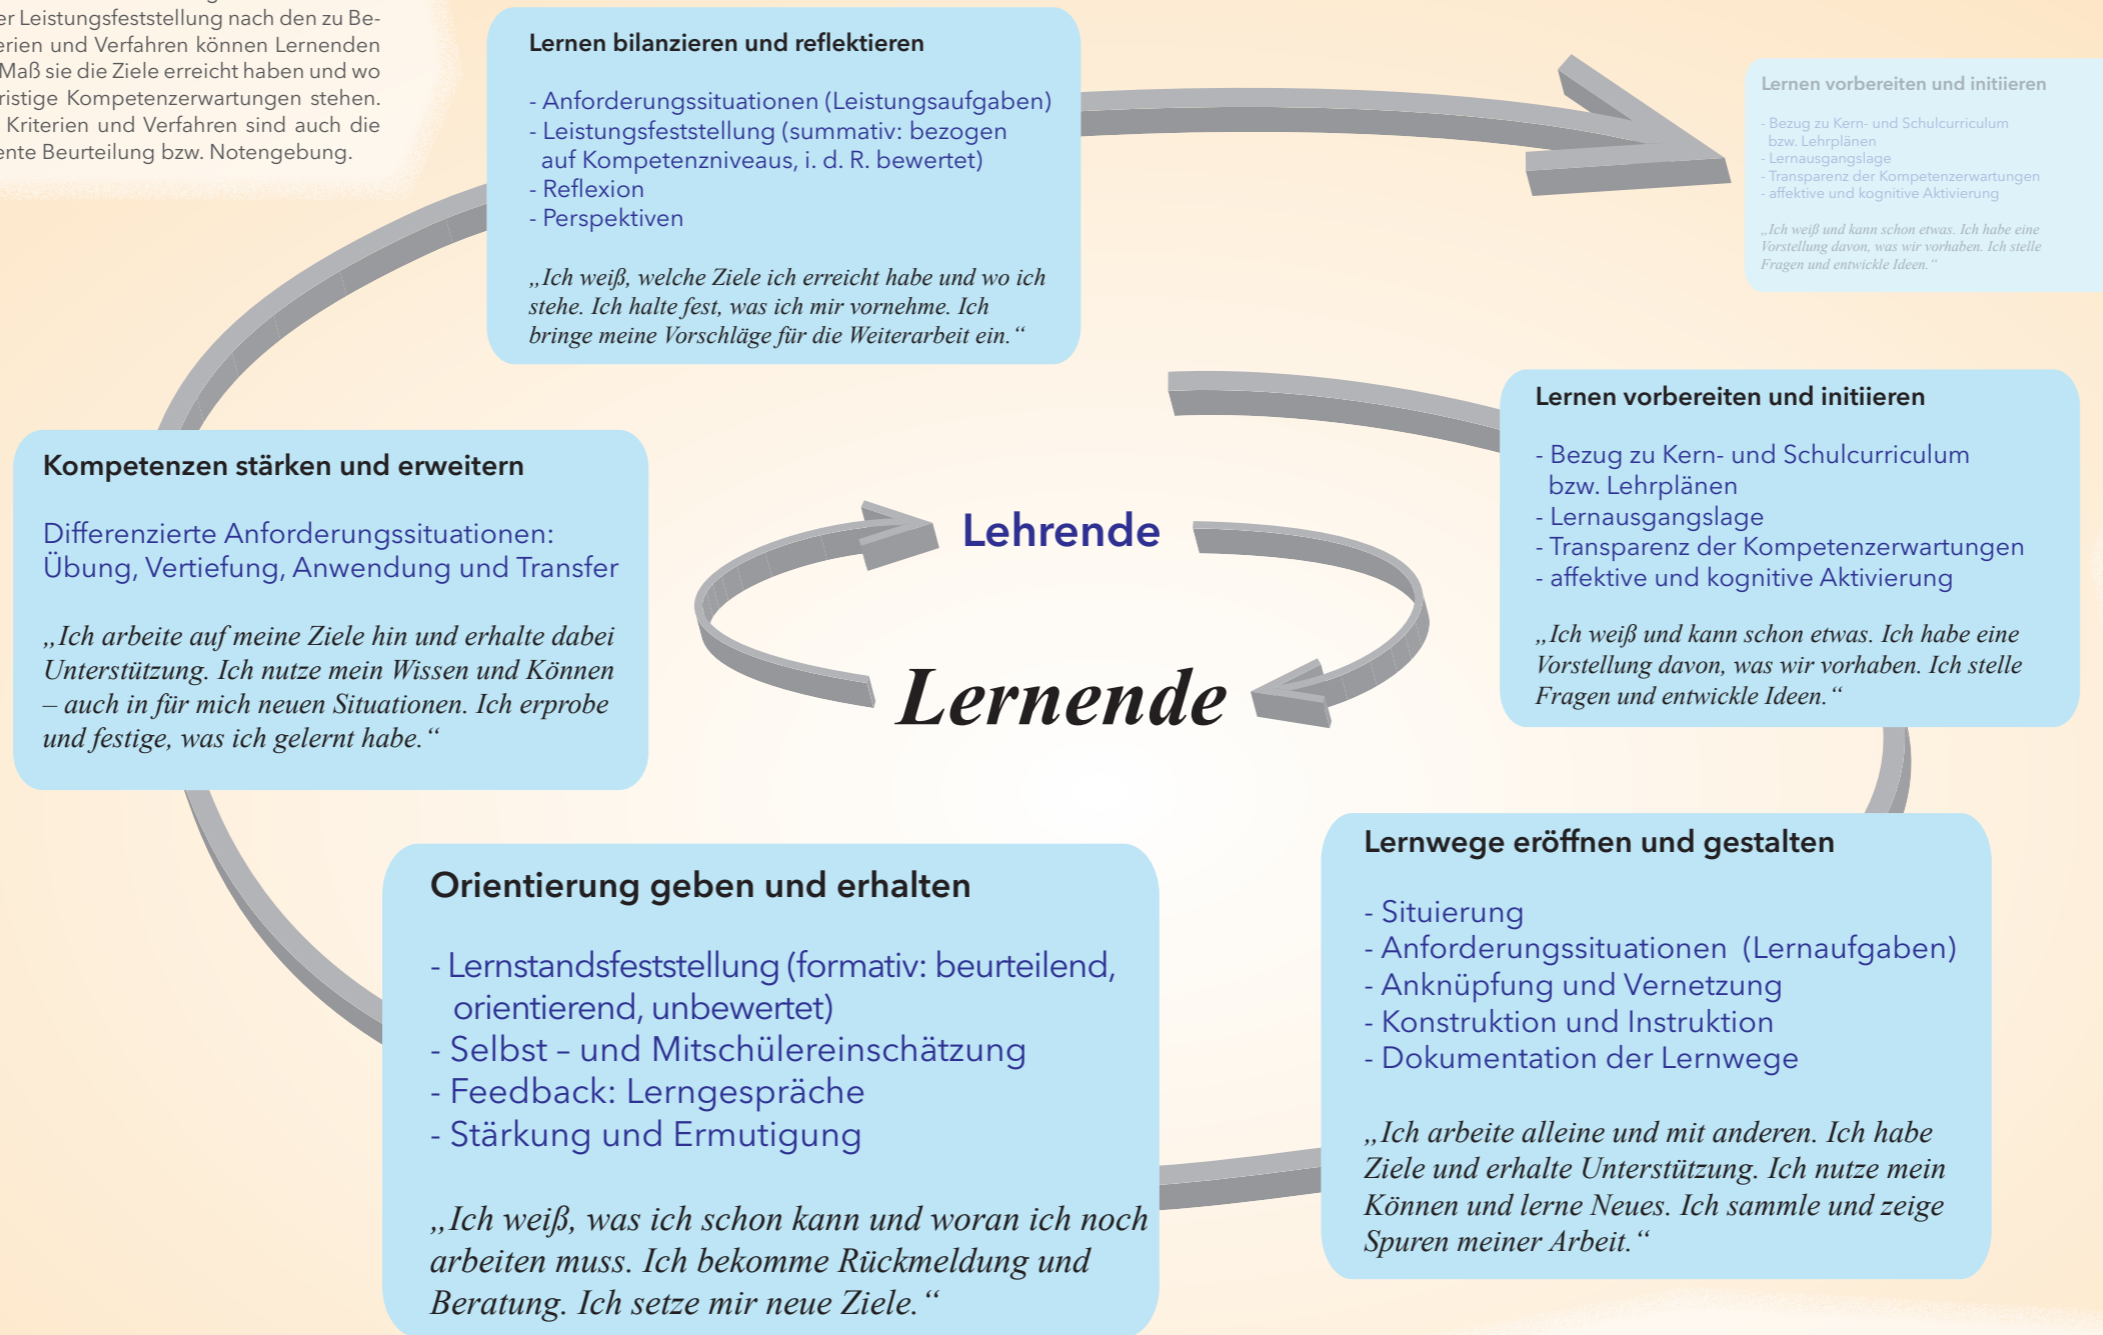 er Leistungsfeststellung nach den zu Be-
erien und Verfahren können Lernenden
Maß sie die Ziele erreicht haben und wo
ristige Kompetenzerwartungen stehen.
Kriterien und Verfahren sind auch die
ente Beurteilung bzw. Notengebung.
Lernen bilanzieren und reflektieren
- Anforderungssituationen (Leistungsaufgaben)
- Leistungsfeststellung (summativ: bezogen
auf Kompetenzniveaus, i. d. R. bewertet)
- Reflexion
- Perspektiven
„Ich weiß, welche Ziele ich erreicht habe und wo ich
stehe. Ich halte fest, was ich mir vornehme. Ich
bringe meine Vorschläge für die Weiterarbeit ein.“
Lernen vorbereiten und initiieren
- Bezug zu Kern- und Schulcurriculum
bzw. Lehrplänen
- Lernausgangslage
- Transparenz der Kompetenzerwartungen
- affektive und kognitive Aktivierung
„Ich weiß und kann schon etwas. Ich habe eine
Vorstellung davon, was wir vorhaben. Ich stelle
Fragen und entwickle Ideen.“
Lernen vorbereiten und initiieren
- Bezug zu Kern- und Schulcurriculum
bzw. Lehrplänen
- Lernausgangslage
- Transparenz der Kompetenzerwartungen
- affektive und kognitive Aktivierung
„Ich weiß und kann schon etwas. Ich habe eine
Vorstellung davon, was wir vorhaben. Ich stelle
Fragen und entwickle Ideen.“
Kompetenzen stärken und erweitern
Differenzierte Anforderungssituationen:
Übung, Vertiefung, Anwendung und Transfer
„Ich arbeite auf meine Ziele hin und erhalte dabei
Unterstützung. Ich nutze mein Wissen und Können
– auch in für mich neuen Situationen. Ich erprobe
und festige, was ich gelernt habe.“
Lehrende
Lernende
Lernwege eröffnen und gestalten
- Situierung
- Anforderungssituationen (Lernaufgaben)
- Anknüpfung und Vernetzung
- Konstruktion und Instruktion
- Dokumentation der Lernwege
„Ich arbeite alleine und mit anderen. Ich habe
Ziele und erhalte Unterstützung. Ich nutze mein
Können und lerne Neues. Ich sammle und zeige
Spuren meiner Arbeit.“
Orientierung geben und erhalten
- Lernstandsfeststellung (formativ: beurteilend,
orientierend, unbewertet)
- Selbst – und Mitschülereinschätzung
- Feedback: Lerngespräche
- Stärkung und Ermutigung
„Ich weiß, was ich schon kann und woran ich noch
arbeiten muss. Ich bekomme Rückmeldung und
Beratung. Ich setze mir neue Ziele.“